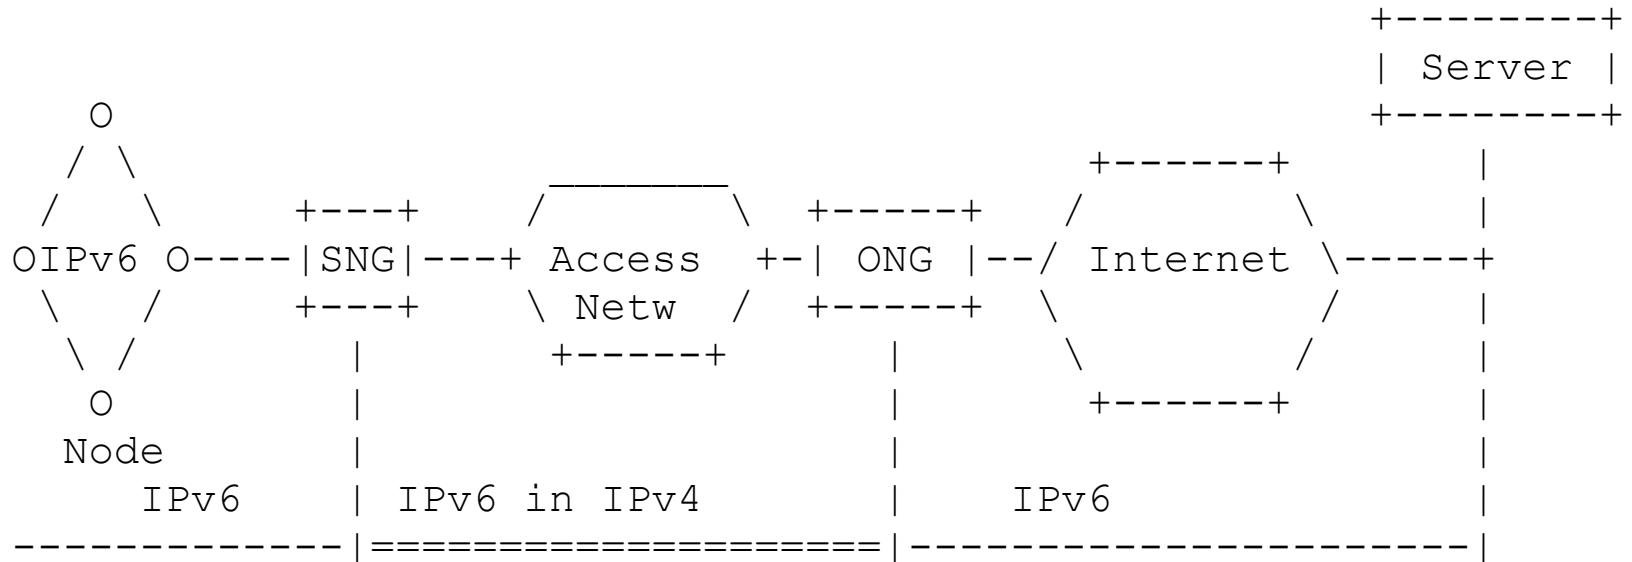 Server
OIPv6 O----|SNG|---+ Access +-| ONG |--/ Internet \-----+
Netw
Node
IPv6 | IPv6 in IPv4 | IPv6 |